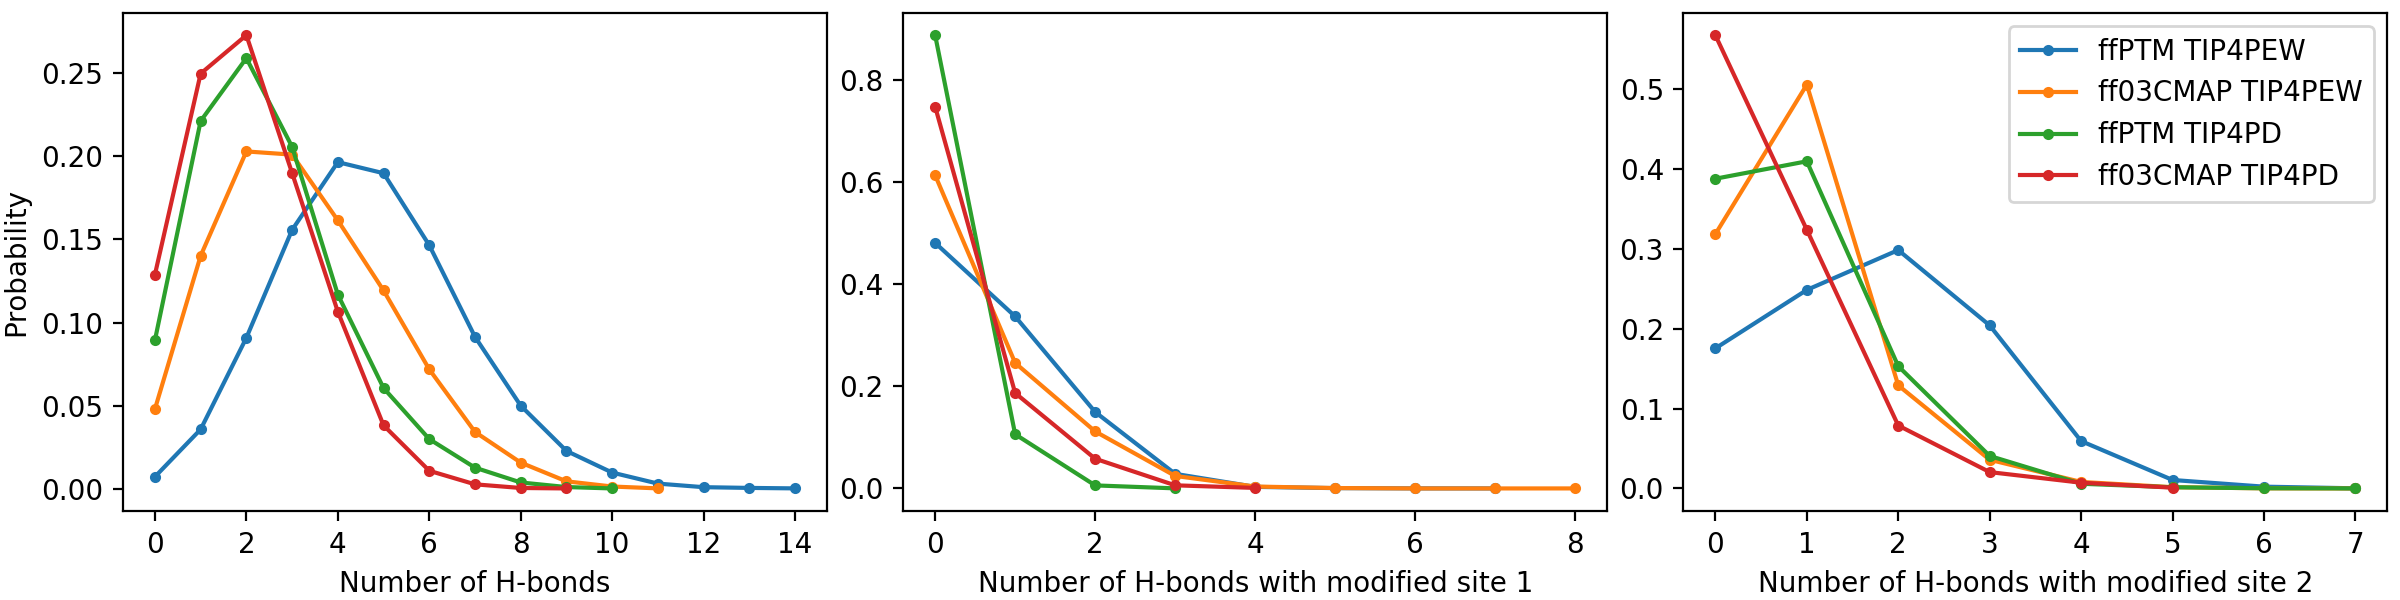 Probability
0.25
0.20
0.15
0.10
0.05
0.00
0 2 4 6 8 10 12 14
Number of H-bonds
0.8
0.6
0.4
0.2
0.0
0 2 4 6 8
Number of H-bonds with modified site 1
0.5
0.4
0.3
0.2
0.1
0.0
0 1 2 3 4 5 6 7
Number of H-bonds with modified site 2
ffPTM TIP4PEW
ff03CMAP TIP4PEW
ffPTM TIP4PD
ff03CMAP TIP4PD